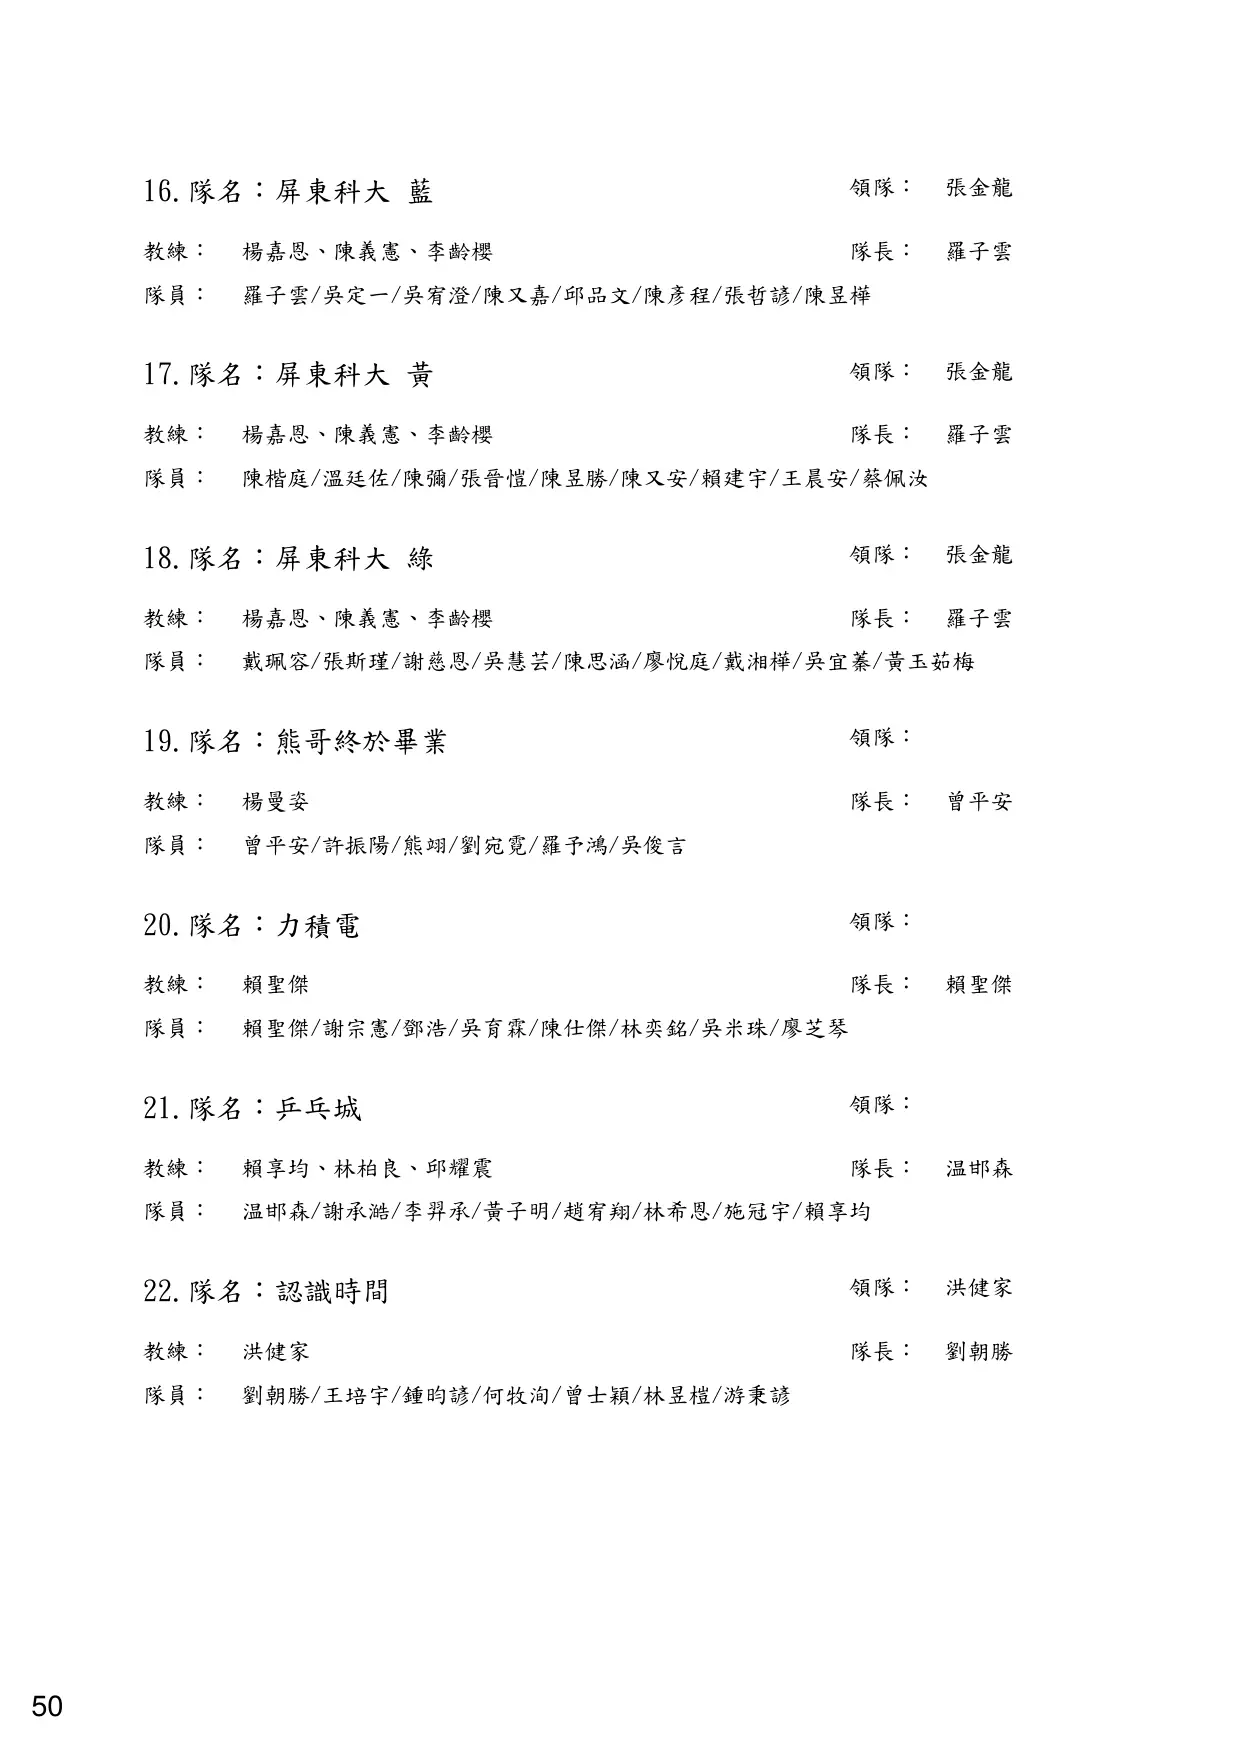 16.隊名：屏東科大 藍 領隊： 張金龍
教練： 楊嘉恩、陳義憲、李齡櫻 隊長： 羅子雲
隊員： 羅子雲/吳定一/吳宥澄/陳又嘉/邱品文/陳彥程/張哲諺/陳昱樺
17.隊名：屏東科大 黃 領隊： 張金龍
教練： 楊嘉恩、陳義憲、李齡櫻 隊長： 羅子雲
隊員： 陳楷庭/溫廷佐/陳彌/張晉愷/陳昱勝/陳又安/賴建宇/王晨安/蔡佩汝
18.隊名：屏東科大 綠 領隊： 張金龍
教練： 楊嘉恩、陳義憲、李齡櫻 隊長： 羅子雲
隊員： 戴珮容/張斯瑾/謝慈恩/吳慧芸/陳思涵/廖悅庭/戴湘樺/吳宜蓁/黃玉茹梅
19.隊名：熊哥終於畢業 領隊：
教練： 楊曼姿 隊長： 曾平安
隊員： 曾平安/許振陽/熊翊/劉宛霓/羅予鴻/吳俊言
20.隊名：力積電 領隊：
教練： 賴聖傑 隊長： 賴聖傑
隊員： 賴聖傑/謝宗憲/鄧浩/吳育霖/陳仕傑/林奕銘/吳米珠/廖芝琴
21.隊名：乒乓城 領隊：
教練： 賴享均、林柏良、邱耀震 隊長： 温邯森
隊員： 温邯森/謝承澔/李羿承/黃子明/趙宥翔/林希恩/施冠宇/賴享均
22.隊名：認識時間 領隊： 洪健家
教練： 洪健家 隊長： 劉朝勝
隊員： 劉朝勝/王培宇/鍾昀諺/何牧洵/曾士穎/林昱榿/游秉諺
50